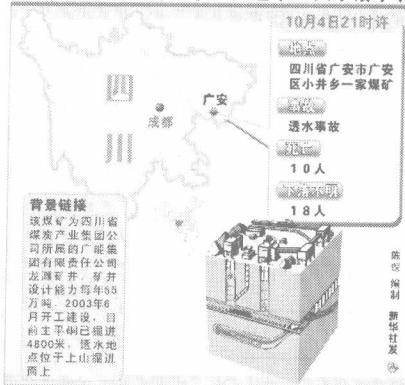 10月4日21时许
地点
四川省广安市广安
区小井乡一家煤矿
事故
透水事故
死亡
10人
下落不明
18人
四
川
成都
广安
背景链接
该煤矿为四川省
煤炭产业集团公
司所属的广能集
团有限责任公司
龙滩矿井。矿井
设计能力每年55
万吨。2003年6
月开工建设，目
前主平硐已掘进
4800米，透水地
点位于上山掘进
面上
编制 新华社发